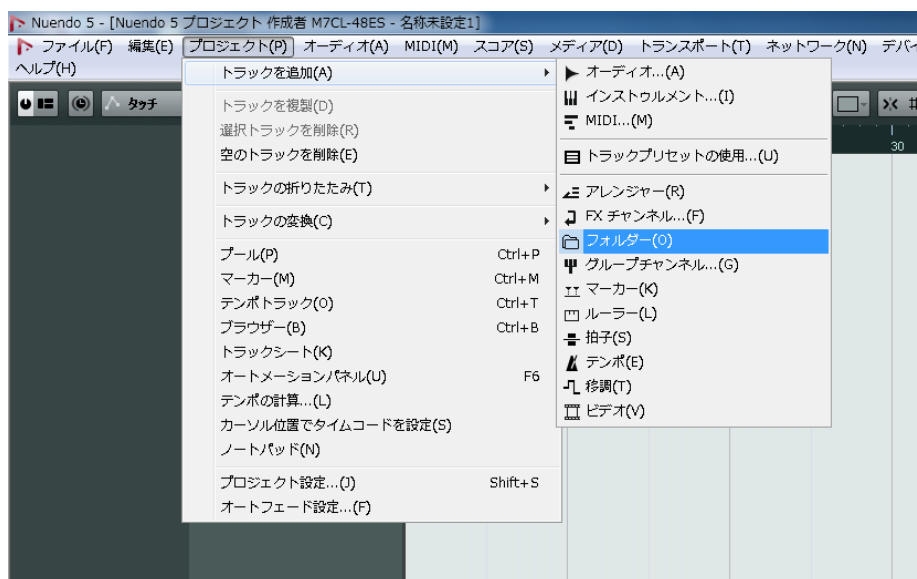 Nuendo 5 - [Nuendo 5 プロジェクト 作成者 M7CL-48ES - 名称未設定1]
ファイル(F) 編集(E) プロジェクト(P) オーディオ(A) MIDI(M) スコア(S) メディア(D) トランスポート(T) ネットワーク(N) デバイ
ヘルプ(H)
タッチ
30
トラックを追加(A)
トラックを複製(D)
選択トラックを削除(R)
空のトラックを削除(E)
トラックの折りたたみ(T)
トラックの変換(C)
プール(P) Ctrl+P
マーカー(M) Ctrl+M
テンポトラック(O) Ctrl+T
ブラウザー(B) Ctrl+B
トラックシート(K)
オートメーションパネル(U) F6
テンポの計算...(L)
カーソル位置でタイムコードを設定(S)
ノートパッド(N)
プロジェクト設定...(J) Shift+S
オートフェード設定...(F)
オーディオ...(A)
インストゥルメント...(I)
MIDI...(M)
トラックプリセットの使用...(U)
アレンジャー(R)
FX チャンネル...(F)
フォルダー(O)
グループチャンネル...(G)
マーカー(K)
ルーラー(L)
拍子(S)
テンポ(E)
移調(T)
ビデオ(V)